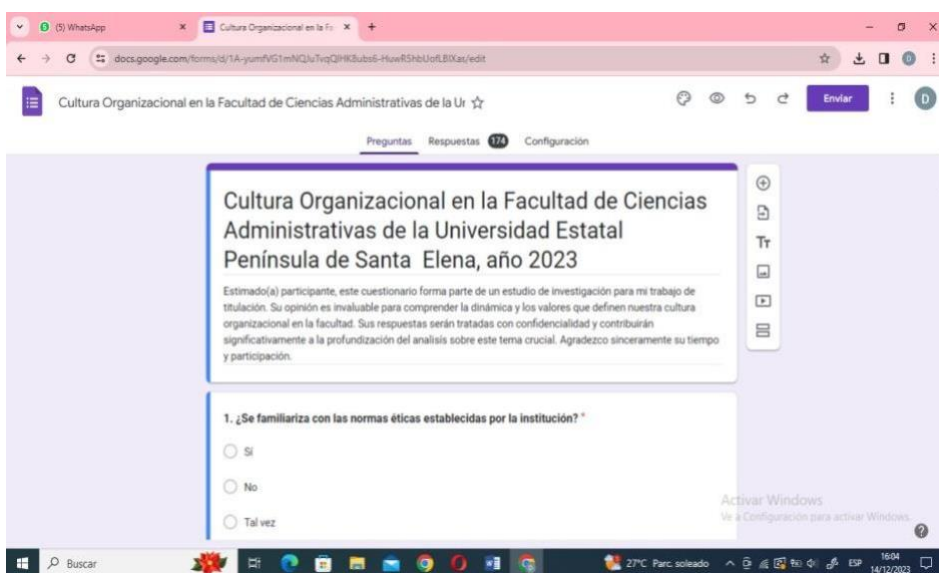 (5) WhatsApp
Cultura Organizacional en la F
docs.google.com/forms/d/
/edit
Cultura Organizacional en la Facultad de Ciencias Administrativas de la Ur
Enviar
D
Preguntas Respuestas 174 Configuración
Cultura Organizacional en la Facultad de Ciencias
Administrativas de la Universidad Estatal
Península de Santa Elena, año 2023
Estimado(a) participante, este cuestionario forma parte de un estudio de investigación para mi trabajo de
titulación. Su opinión es invaluable para comprender la dinámica y los valores que definen nuestra cultura
organizacional en la facultad. Sus respuestas serán tratadas con confidencialidad y contribuirán
significativamente a la profundización del analisis sobre este tema crucial. Agradezco sinceramente su tiempo
y participación.
Tr
1. ¿Se familiariza con las normas éticas establecidas por la institución? *
Sí
No
Tal vez
Activar Windows
Ve a Configuración para activar Windows.
Buscar
27°C Parc. soleado
ESP
16:04
14/12/2023